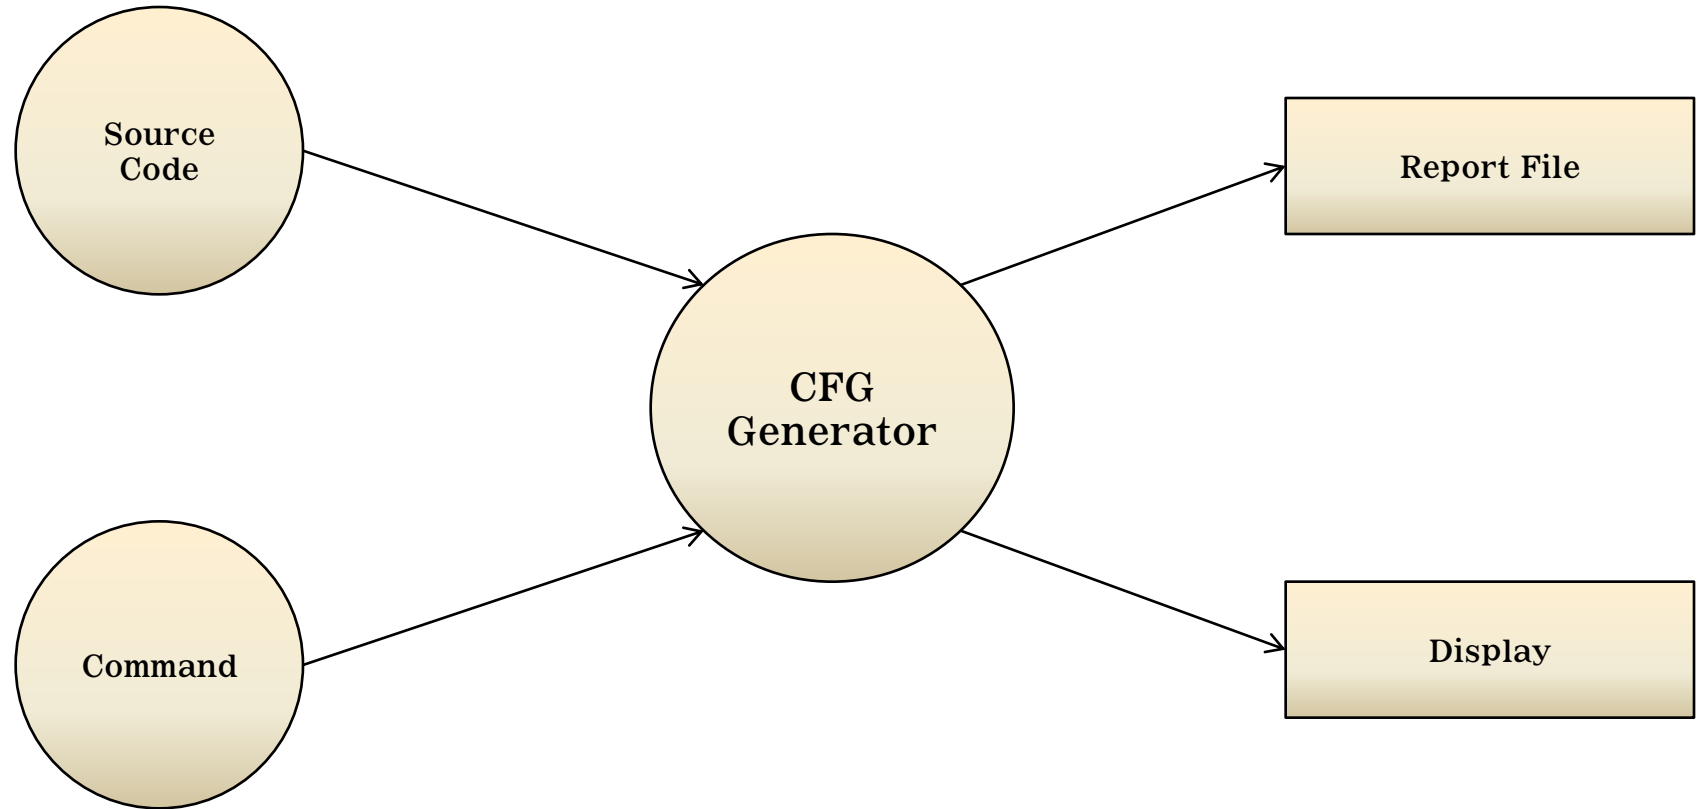 Source
Code
Report File
CFG
Generator
Command
Display